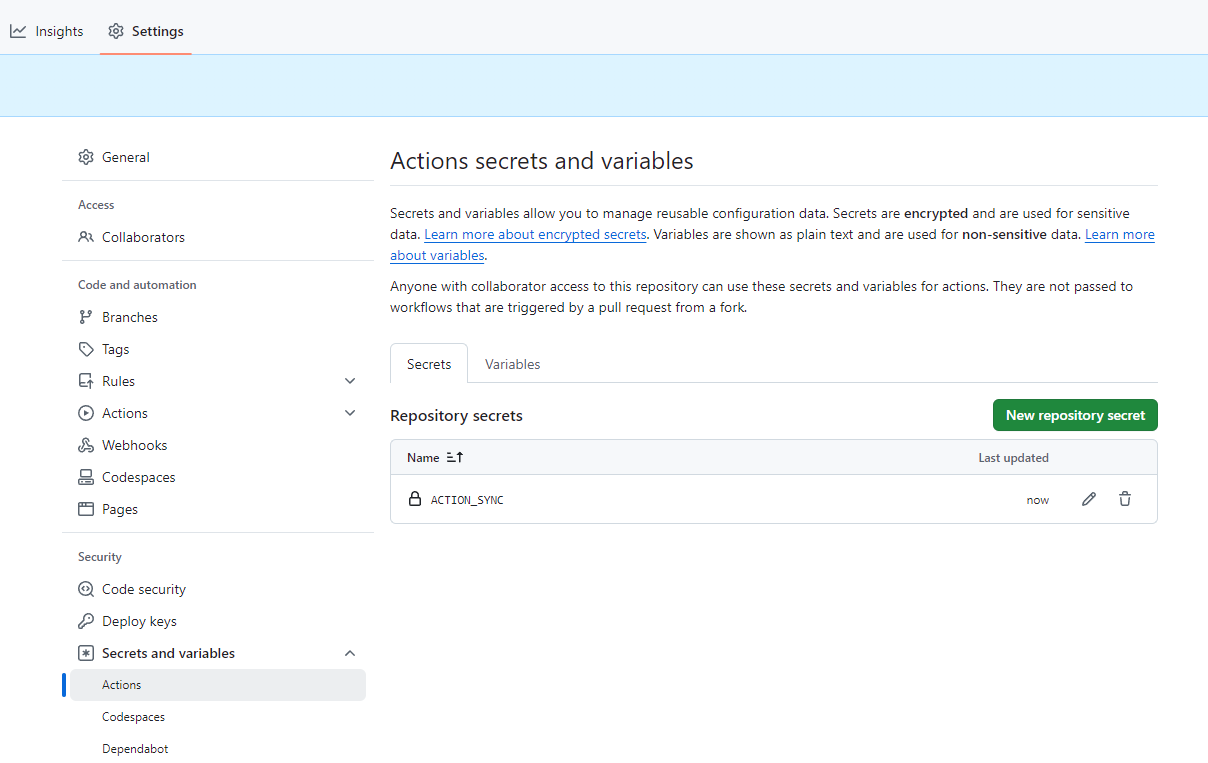 Insights
Settings
General
Access
Collaborators
Code and automation
Branches
Tags
Rules
Actions
Webhooks
Codespaces
Pages
Security
Code security
Deploy keys
Secrets and variables
Actions
Codespaces
Dependabot
Actions secrets and variables
Secrets and variables allow you to manage reusable configuration data. Secrets are encrypted and are used for sensitive
data. Learn more about encrypted secrets. Variables are shown as plain text and are used for non-sensitive data. Learn more
about variables.
Anyone with collaborator access to this repository can use these secrets and variables for actions. They are not passed to
workflows that are triggered by a pull request from a fork.
Secrets
Variables
Repository secrets
New repository secret
Name
Last updated
ACTION_SYNC
now